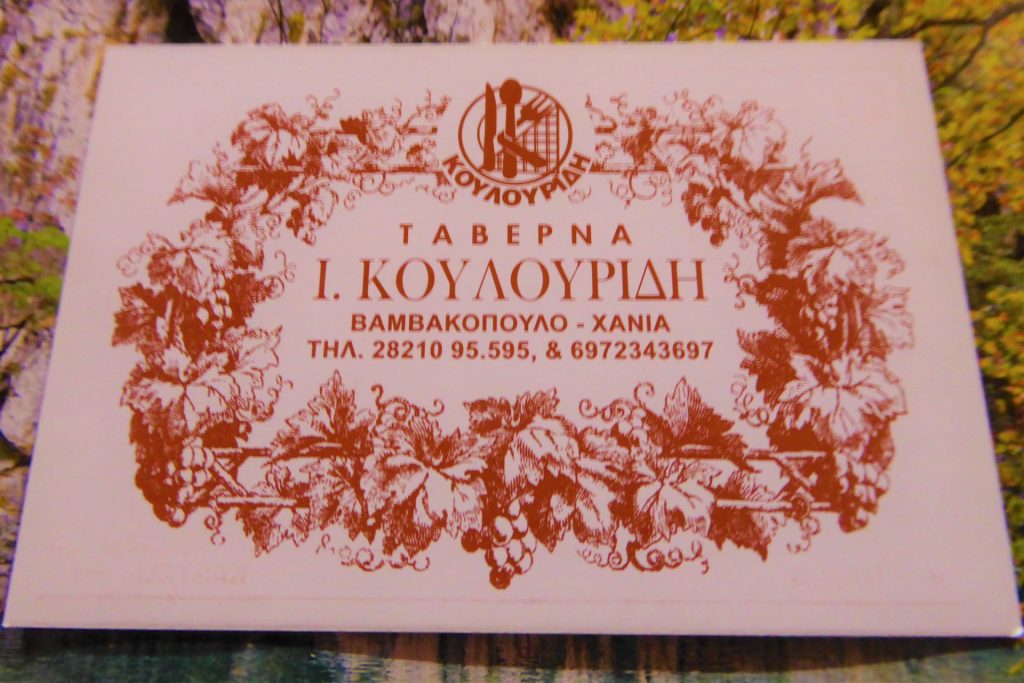 ΚΟΥΛΟΥΡΙΔΗ
ΤΑΒΕΡΝΑ
Ι. ΚΟΥΛΟΥΡΙΔΗ
ΒΑΜΒΑΚΟΠΟΥΛΟ - ΧΑΝΙΑ
ΤΗΛ. 28210 95.595, & 6972343697